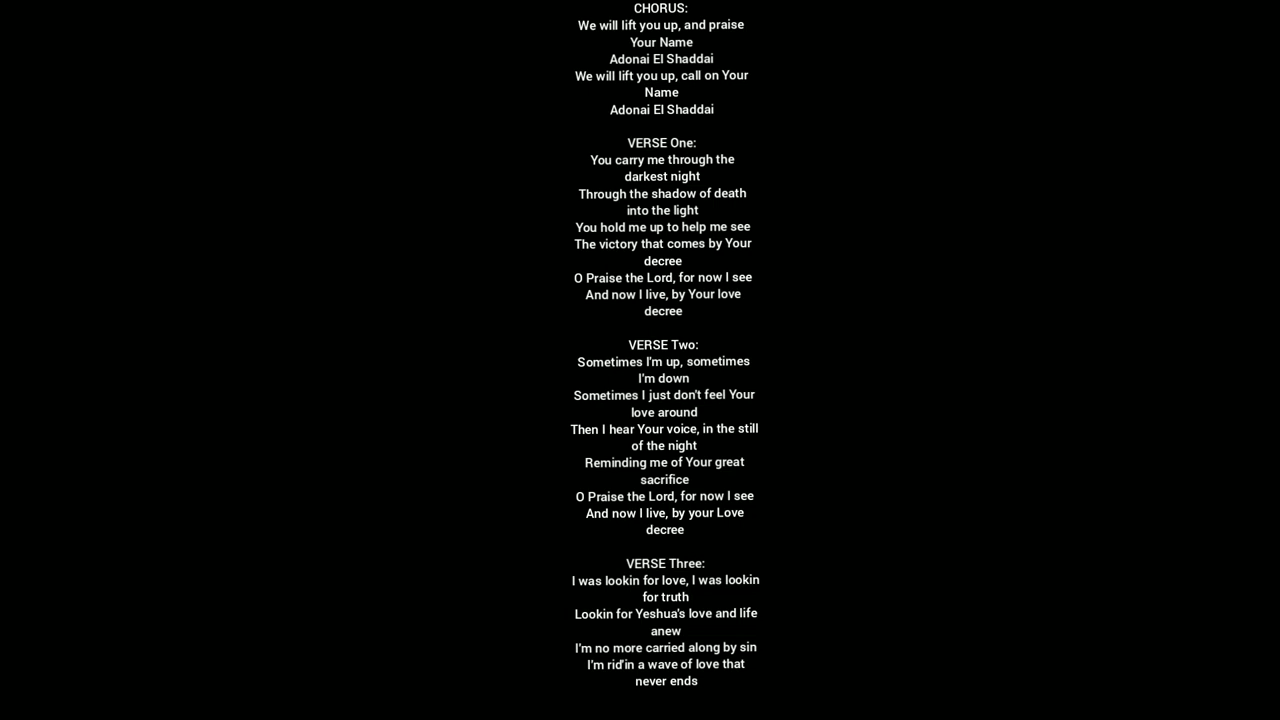 CHORUS:
We will lift you up, and praise
Your Name
Adonai El Shaddai
We will lift you up, call on Your
Name
Adonai El Shaddai
VERSE One:
You carry me through the
darkest night
Through the shadow of death
into the light
You hold me up to help me see
The victory that comes by Your
decree
O Praise the Lord, for now I see
And now I live, by Your love
decree
VERSE Two:
Sometimes I'm up, sometimes
I'm down
Sometimes I just don't feel Your
love around
Then I hear Your voice, in the still
of the night
Reminding me of Your great
sacrifice
O Praise the Lord, for now I see
And now I live, by your Love
decree
VERSE Three:
I was lookin for love, I was lookin
for truth
Lookin for Yeshua's love and life
anew
I'm no more carried along by sin
I'm rid'in a wave of love that
never ends